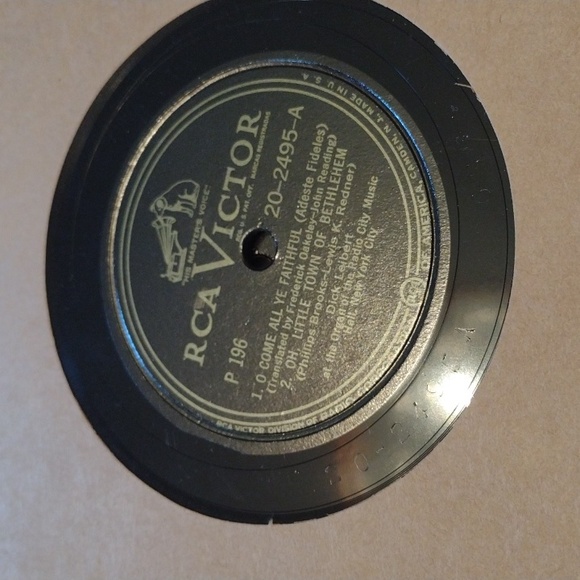 "HIS MASTER'S VOICE"
RCA VICTOR
P 196
20-2495-A
1. O COME ALL YE FAITHFUL (Adeste Fideles)
(Translated by Frederick Oakeley-John Reading)
2. OH, LITTLE TOWN OF BETHLEHEM
(Phillips Brooks-Lewis K. Redner)
Dick Leibert
at the Organ of the Radio City Music
Hall, New York City
RCA VICTOR DIVISION OF RADIO OF AMERICA, CAMDEN, N. J. MADE IN U. S. A.